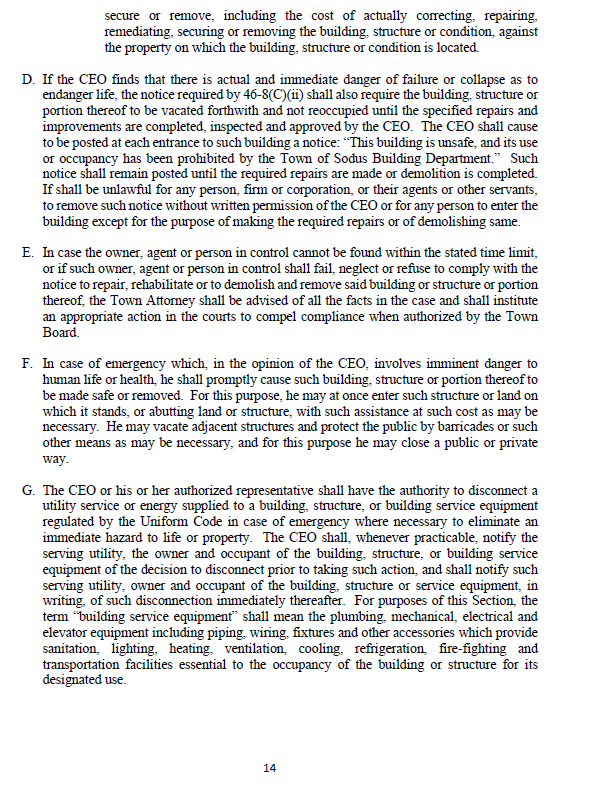 secure or remove, including the cost of actually correcting, repairing,
remediating, securing or removing the building, structure or condition, against
the property on which the building, structure or condition is located.
D. If the CEO finds that there is actual and immediate danger of failure or collapse as to
endanger life, the notice required by 46-8(C)(ii) shall also require the building, structure or
portion thereof to be vacated forthwith and not reoccupied until the specified repairs and
improvements are completed, inspected and approved by the CEO. The CEO shall cause
to be posted at each entrance to such building a notice: “This building is unsafe, and its use
or occupancy has been prohibited by the Town of Sodus Building Department.” Such
notice shall remain posted until the required repairs are made or demolition is completed.
If shall be unlawful for any person, firm or corporation, or their agents or other servants,
to remove such notice without written permission of the CEO or for any person to enter the
building except for the purpose of making the required repairs or of demolishing same.
E. In case the owner, agent or person in control cannot be found within the stated time limit,
or if such owner, agent or person in control shall fail, neglect or refuse to comply with the
notice to repair, rehabilitate or to demolish and remove said building or structure or portion
thereof, the Town Attorney shall be advised of all the facts in the case and shall institute
an appropriate action in the courts to compel compliance when authorized by the Town
Board.
F. In case of emergency which, in the opinion of the CEO, involves imminent danger to
human life or health, he shall promptly cause such building, structure or portion thereof to
be made safe or removed. For this purpose, he may at once enter such structure or land on
which it stands, or abutting land or structure, with such assistance at such cost as may be
necessary. He may vacate adjacent structures and protect the public by barricades or such
other means as may be necessary, and for this purpose he may close a public or private
way.
G. The CEO or his or her authorized representative shall have the authority to disconnect a
utility service or energy supplied to a building, structure, or building service equipment
regulated by the Uniform Code in case of emergency where necessary to eliminate an
immediate hazard to life or property. The CEO shall, whenever practicable, notify the
serving utility, the owner and occupant of the building, structure, or building service
equipment of the decision to disconnect prior to taking such action, and shall notify such
serving utility, owner and occupant of the building, structure or service equipment, in
writing, of such disconnection immediately thereafter. For purposes of this Section, the
term “building service equipment” shall mean the plumbing, mechanical, electrical and
elevator equipment including piping, wiring, fixtures and other accessories which provide
sanitation, lighting, heating, ventilation, cooling, refrigeration, fire-fighting and
transportation facilities essential to the occupancy of the building or structure for its
designated use.
14